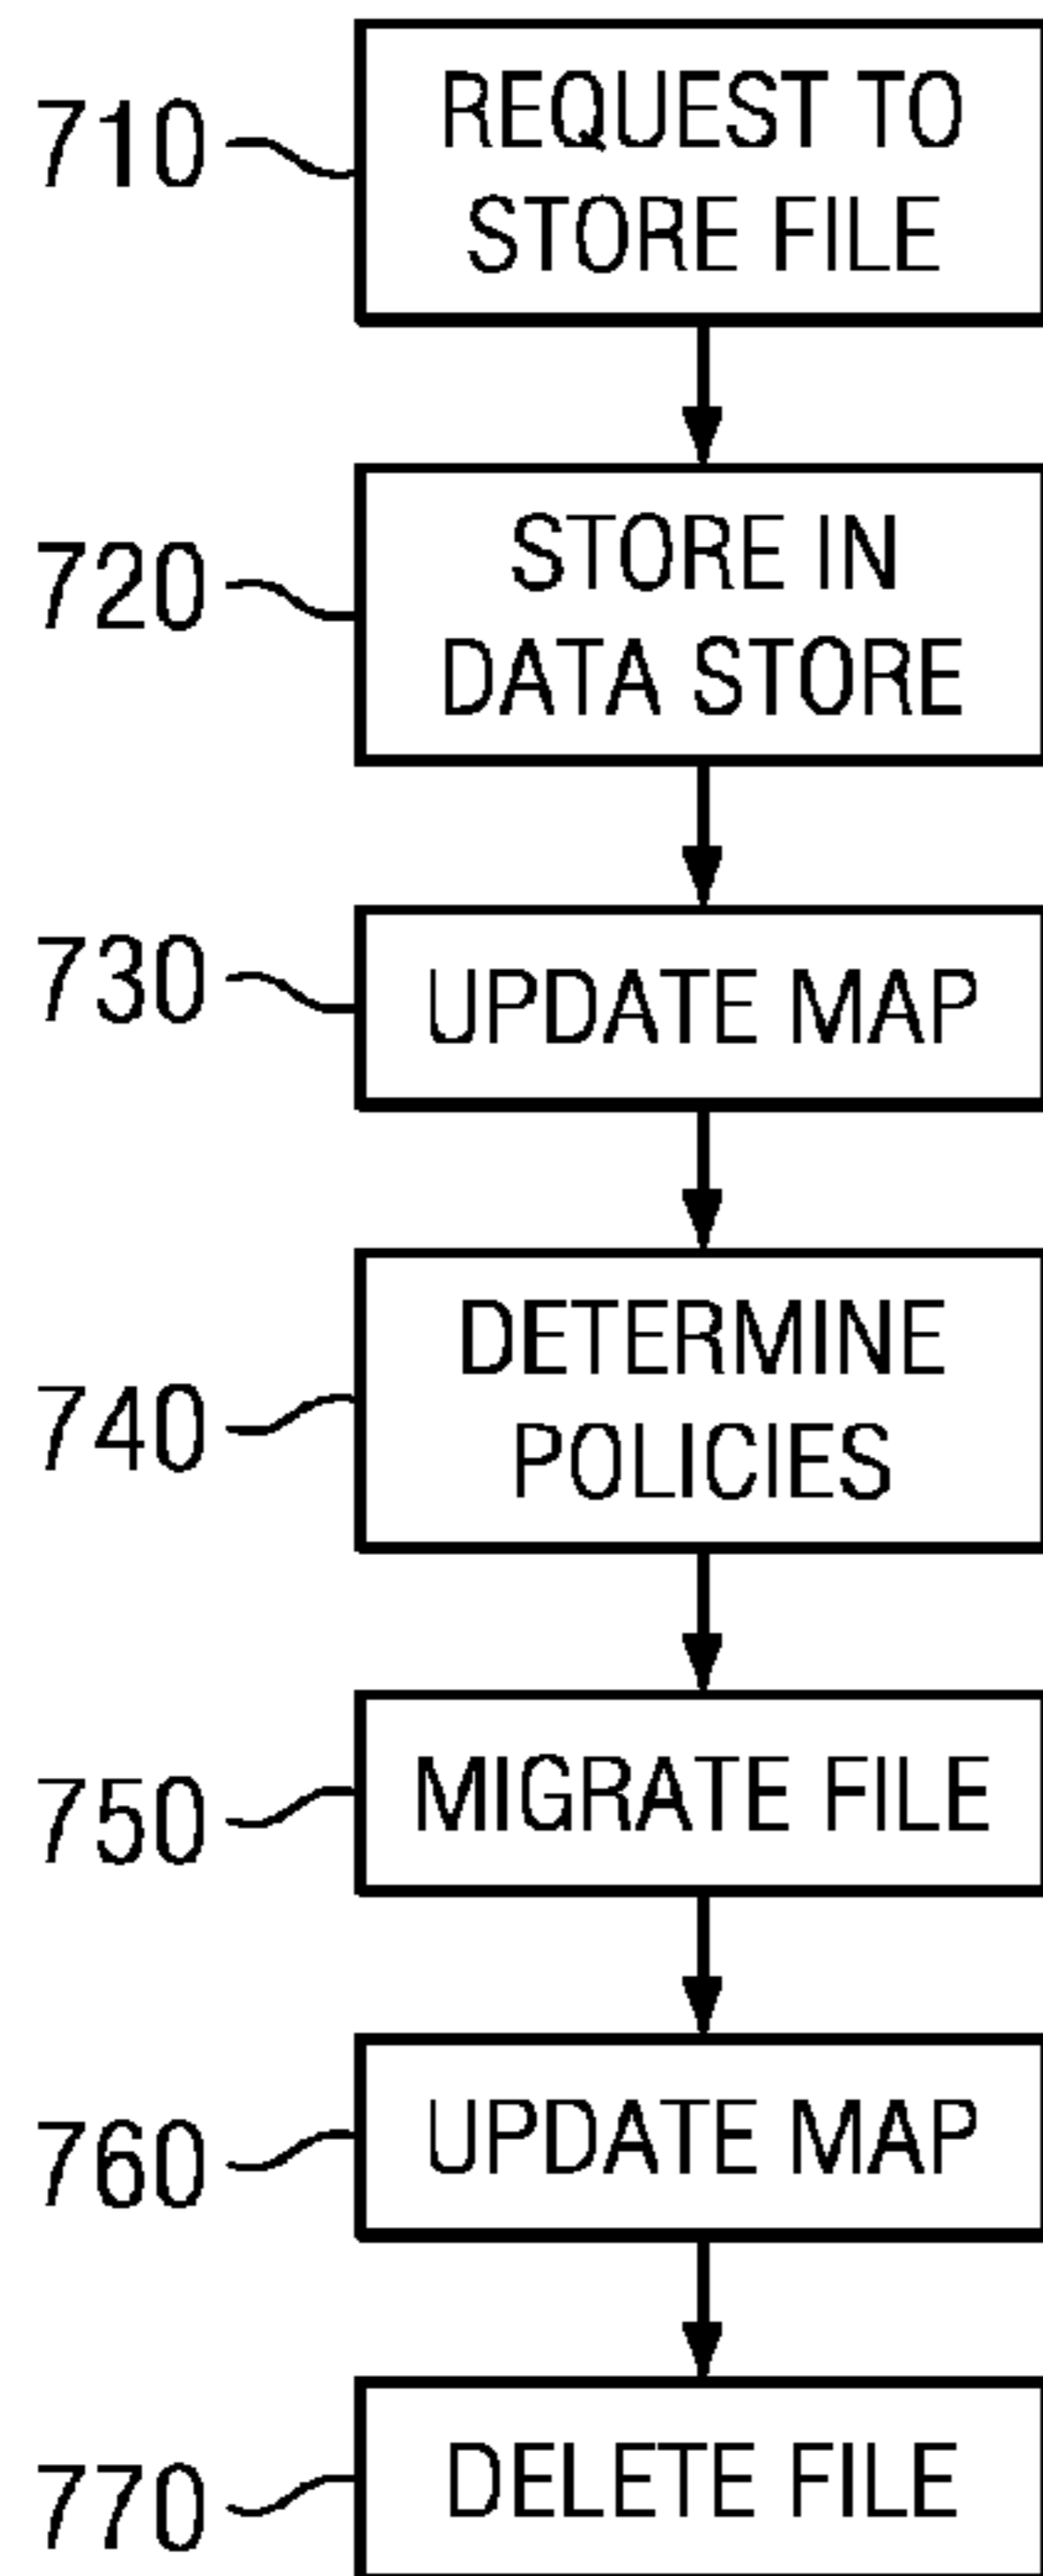 710
REQUEST TO
STORE FILE
720
STORE IN
DATA STORE
730
UPDATE MAP
740
DETERMINE
POLICIES
750
MIGRATE FILE
760
UPDATE MAP
770
DELETE FILE